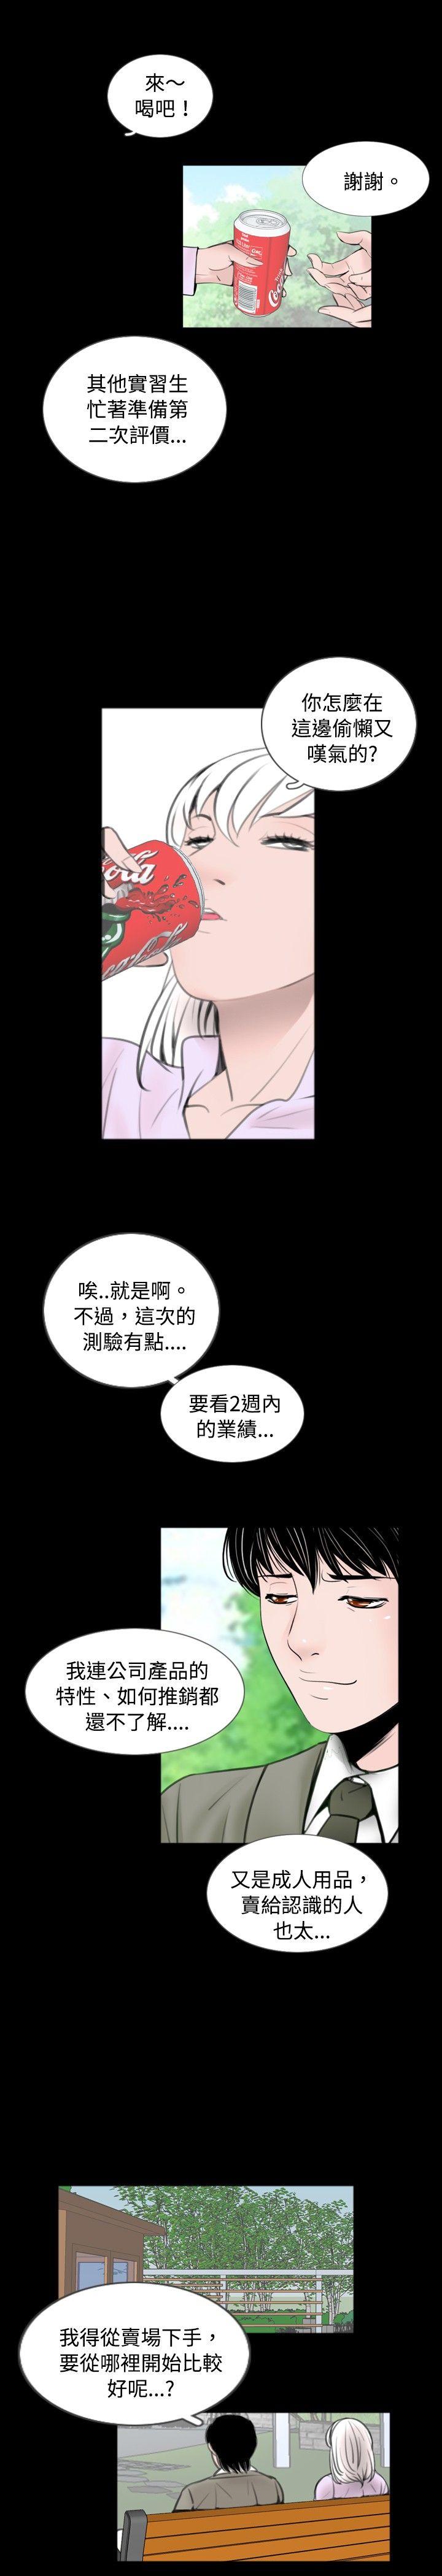 來～
喝吧！
謝謝。
Coca
其他實習生
忙著準備第
二次評價...
你怎麼在
這邊偷懶又
嘆氣的?
唉..就是啊。
不過，這次的
測驗有點....
要看2週內
的業績...
我連公司產品的
特性、如何推銷都
還不了解....
又是成人用品，
賣給認識的人
也太...
我得從賣場下手，
要從哪裡開始比較
好呢...?